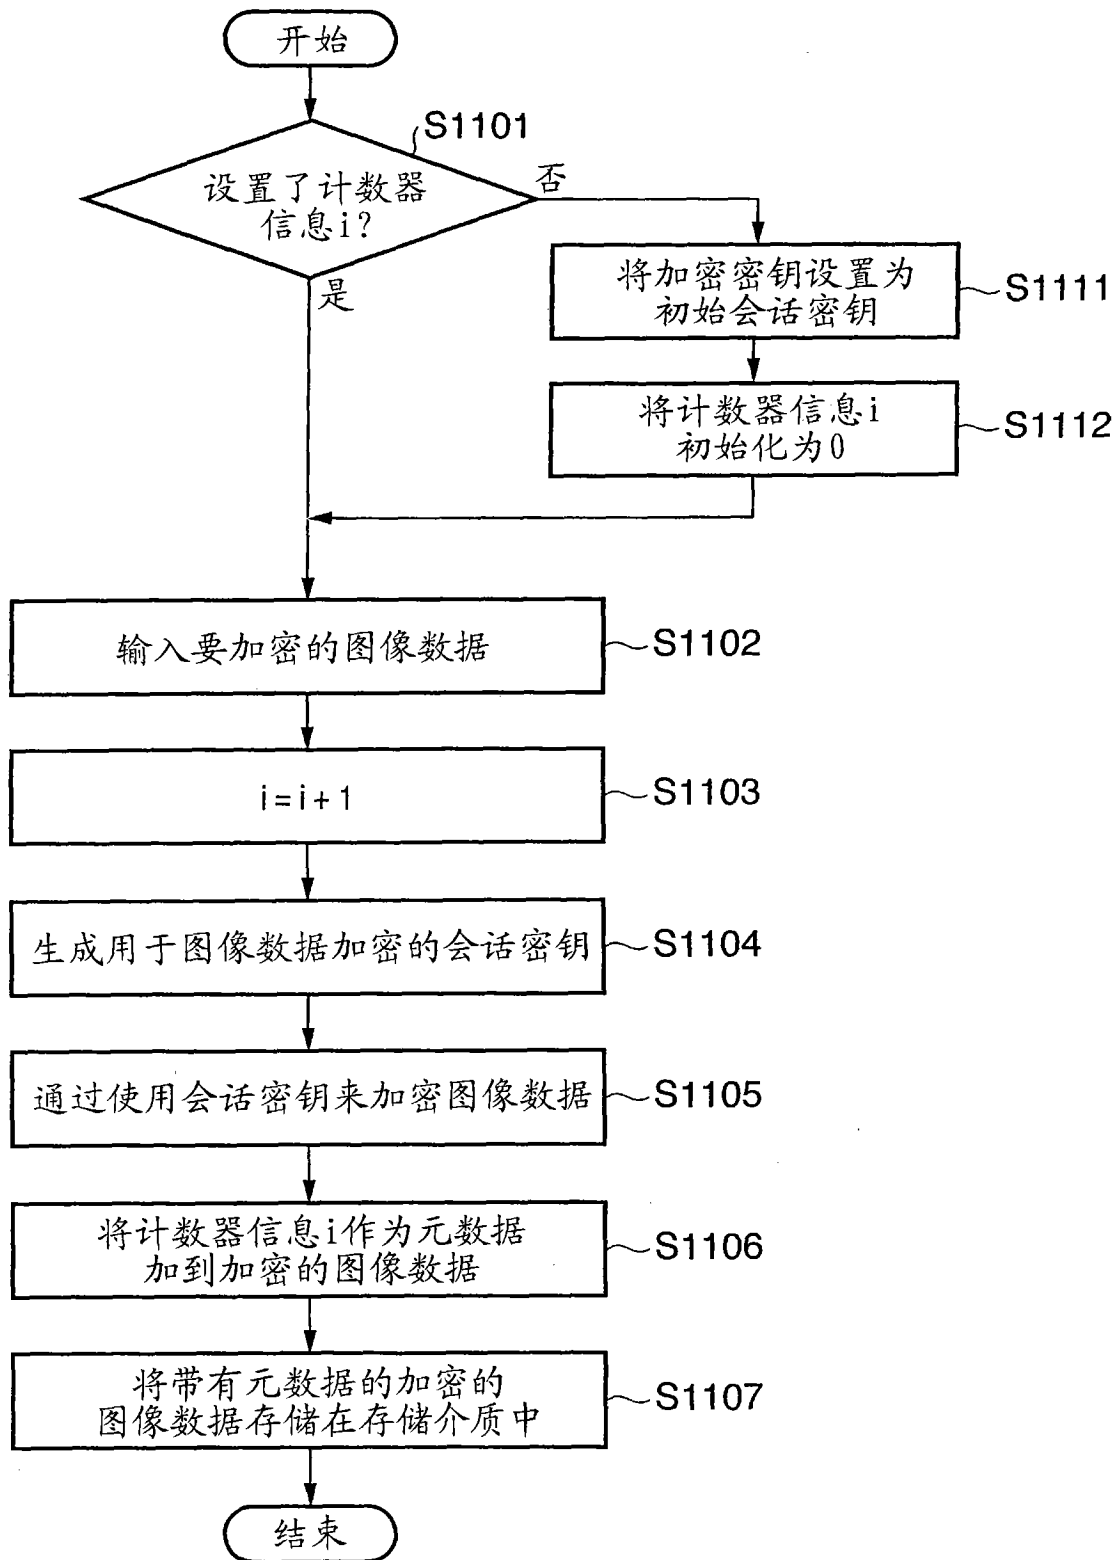 开始
S1101
设置了计数器
信息i?
否
是
将加密密钥设置为
初始会话密钥
S1111
将计数器信息i
初始化为0
S1112
输入要加密的图像数据
S1102
i=i+1
S1103
生成用于图像数据加密的会话密钥
S1104
通过使用会话密钥来加密图像数据
S1105
将计数器信息i作为元数据
加到加密的图像数据
S1106
将带有元数据的加密的
图像数据存储在存储介质中
S1107
结束